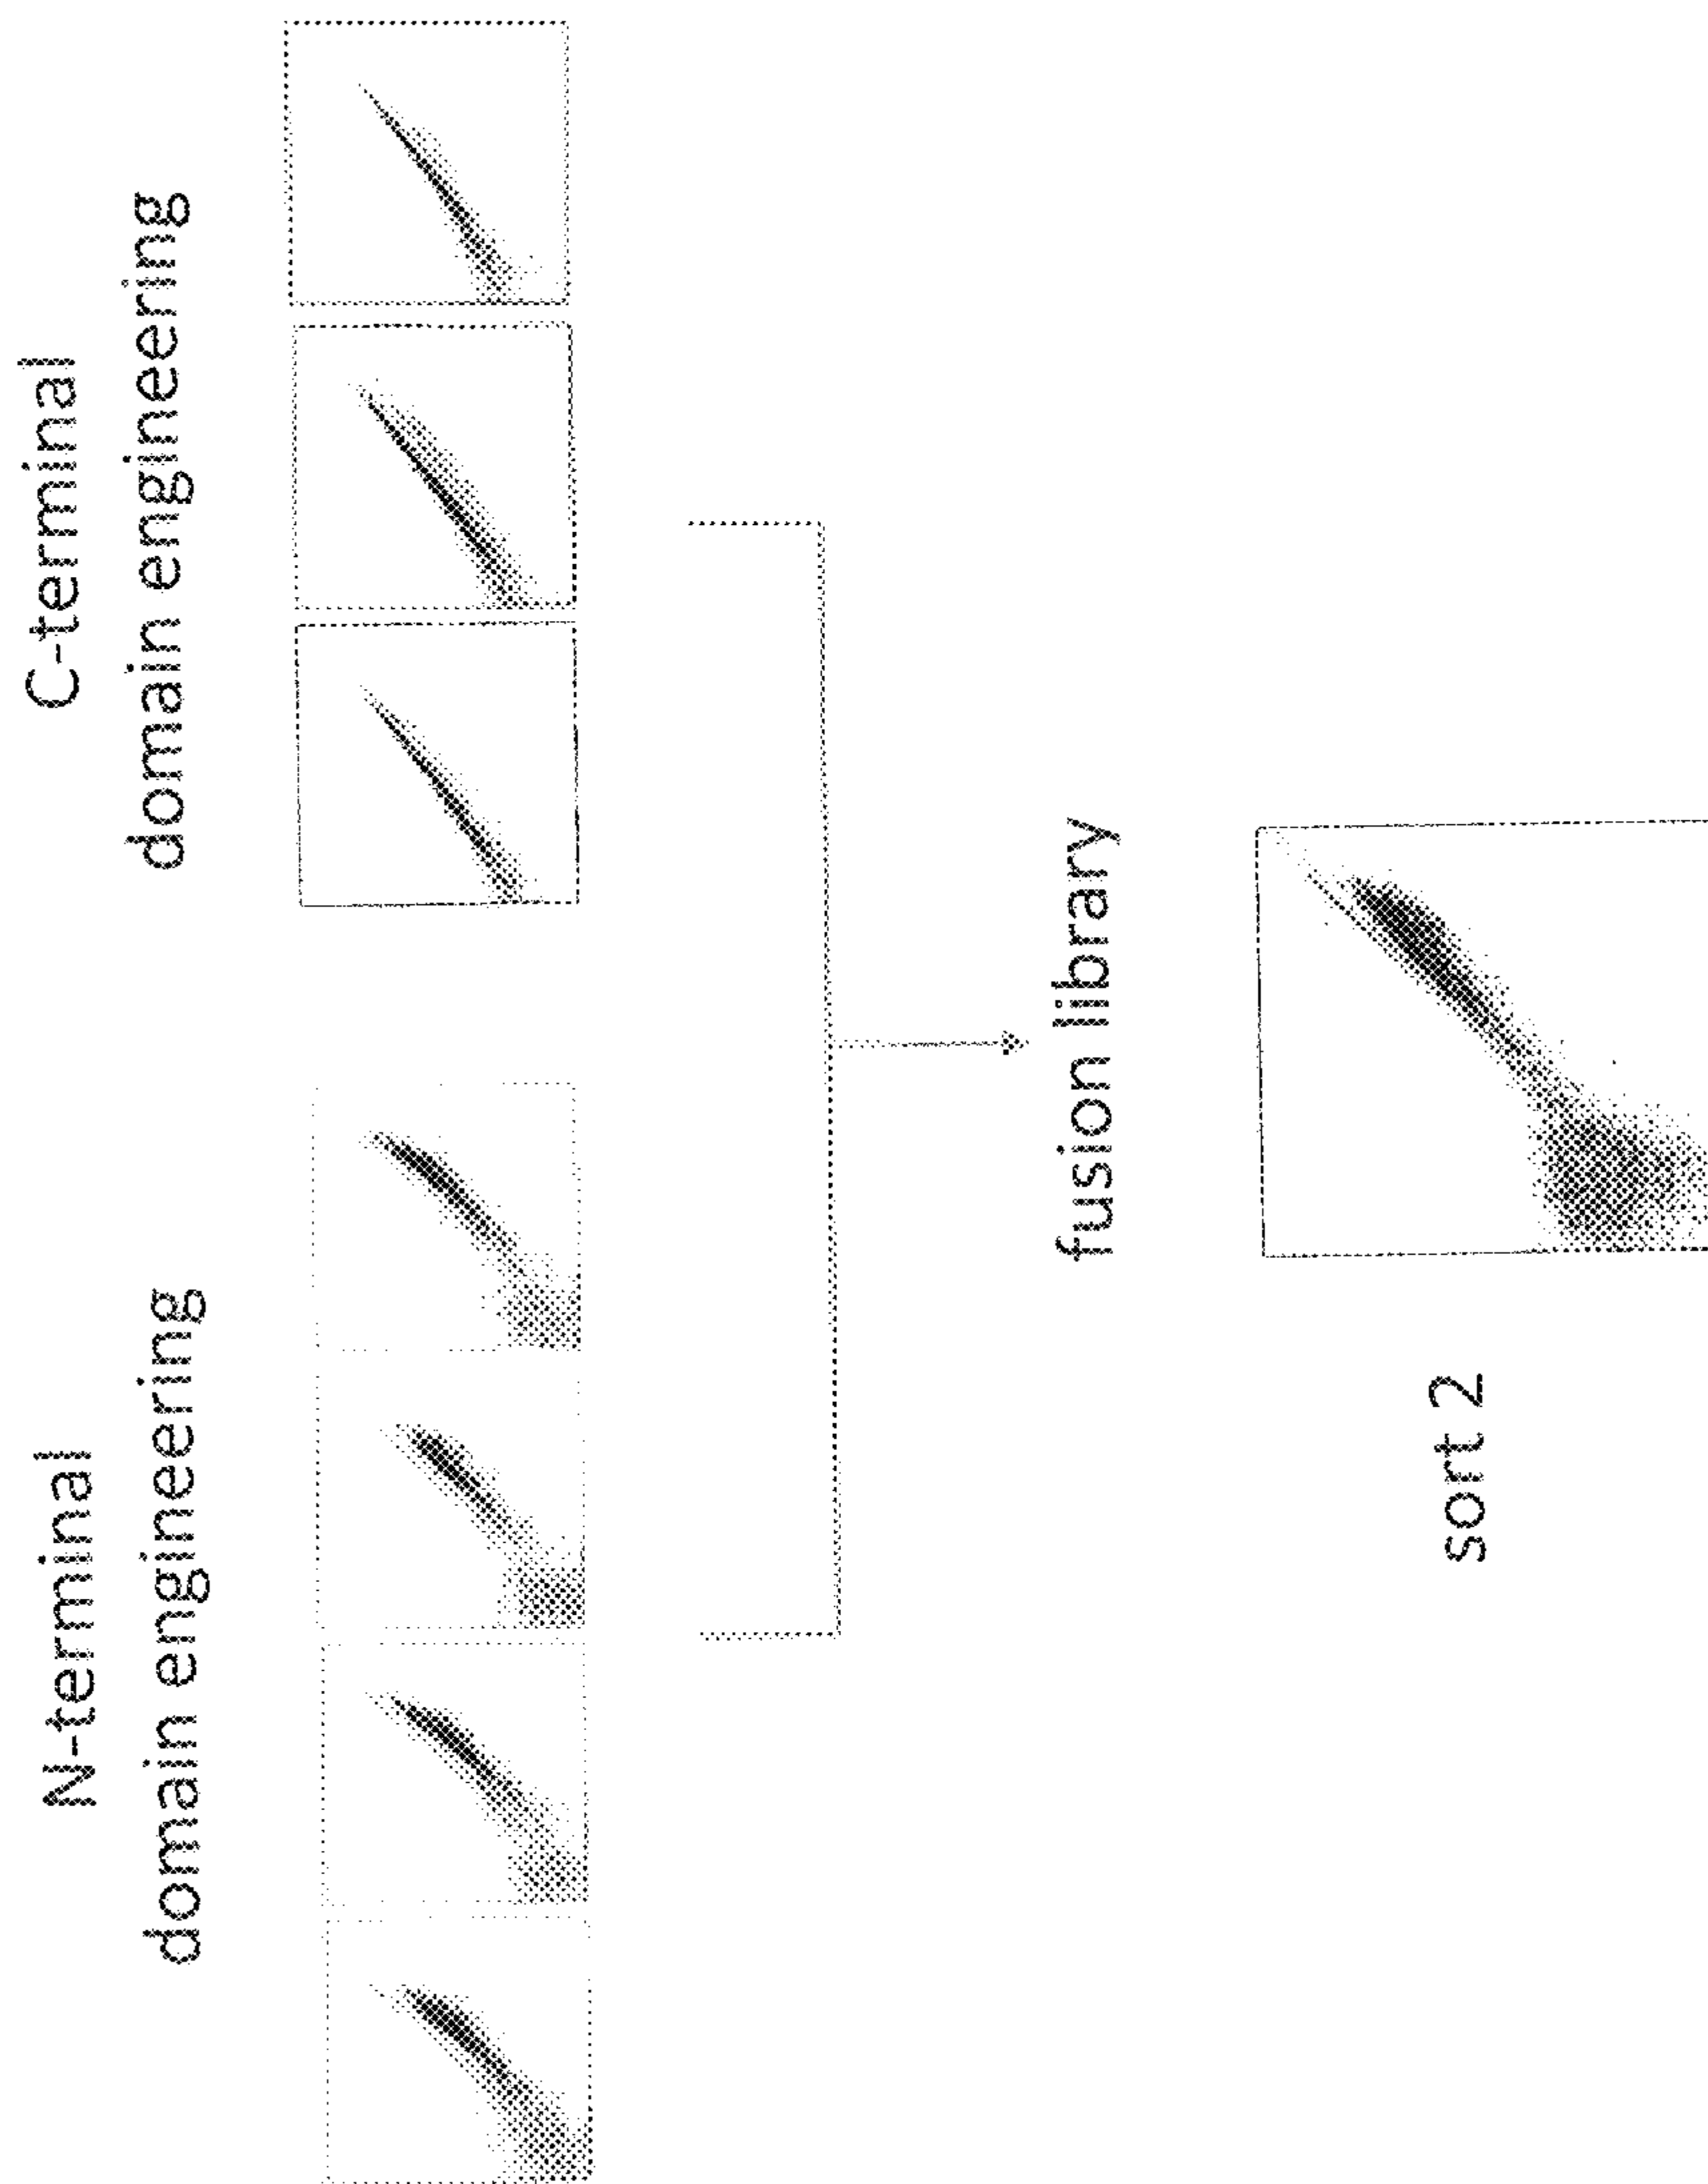 N-terminal
domain engineering
C-terminal
domain engineering
fusion library
sort 2